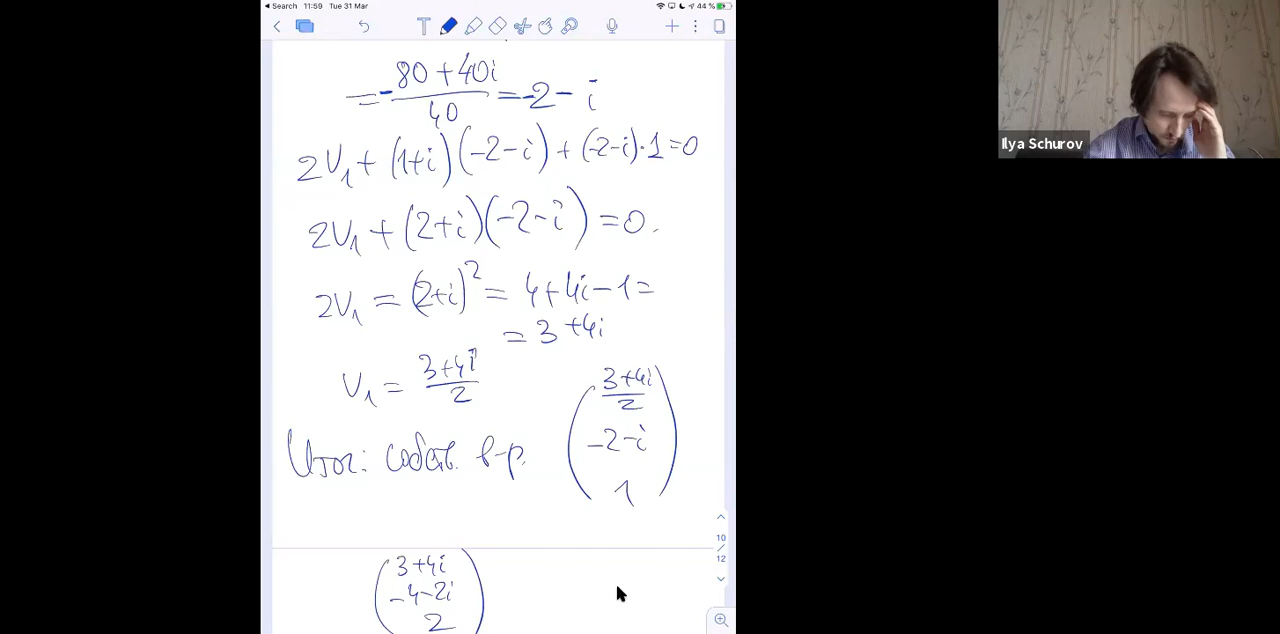 Search 11:59 Tue 31 Mar 44 %
T
= -80 + 40i / 40 = -2 - i
2V₁ + (1+i)(-2-i) + (-2-i)·1 = 0
2V₁ + (2+i)(-2-i) = 0.
2V₁ = (2+i)² = 4 + 4i - 1 =
= 3 + 4i
V₁ = 3+4i / 2
Итог: собств. в-р.
( 3+4i / 2
-2-i
1 )
10 / 12
( 3+4i
-4-2i
2 )
Ilya Schurov